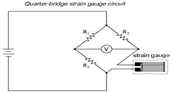 Quarter-bridge strain gauge circuit
R₁
R₂
V
strain gauge
R₃